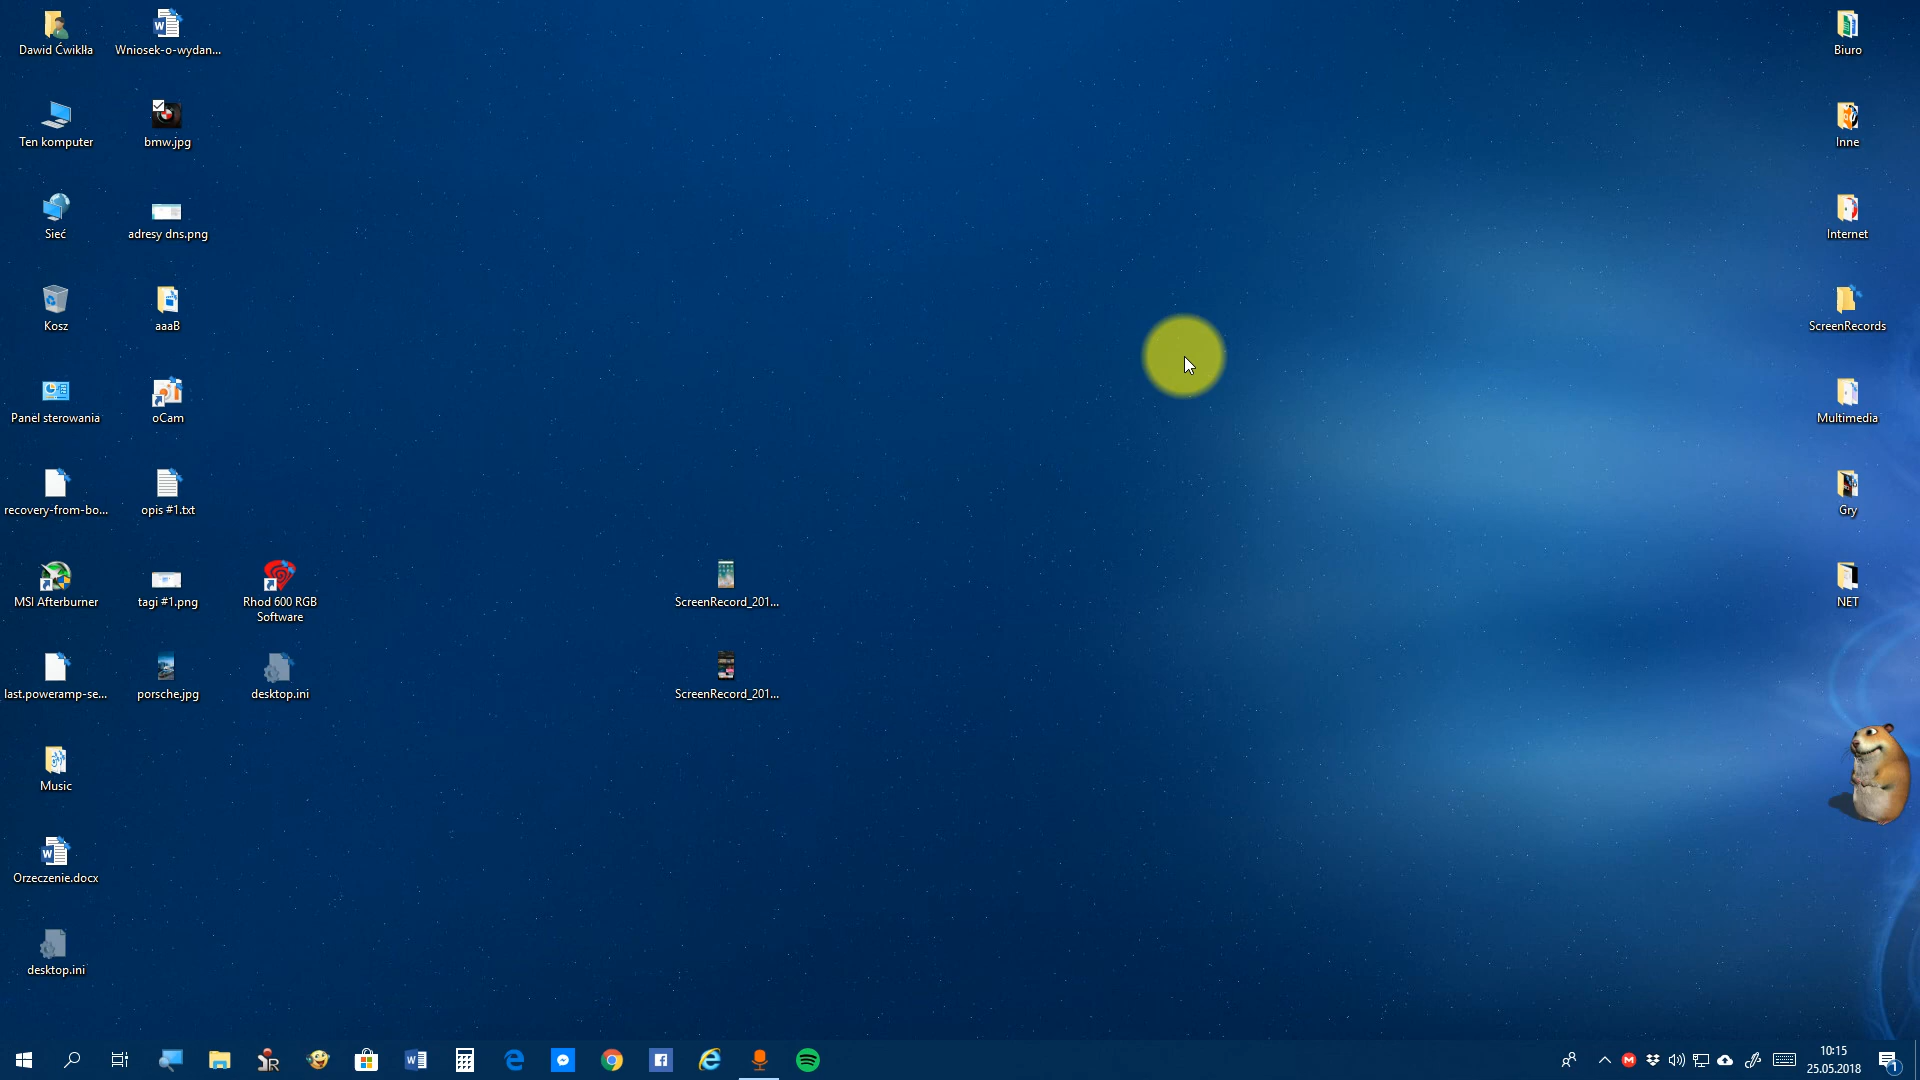 Dawid Ćwiklła
Wniosek-o-wydan...
Biuro
Ten komputer
bmw.jpg
Inne
Sieć
adresy dns.png
Internet
Kosz
aaaB
ScreenRecords
Panel sterowania
oCam
Multimedia
recovery-from-bo...
opis #1.txt
Gry
MSI Afterburner
tagi #1.png
Rhod 600 RGB
Software
ScreenRecord_201...
NET
last.poweramp-se...
porsche.jpg
desktop.ini
ScreenRecord_201...
Music
Orzeczenie.docx
desktop.ini
10:15
25.05.2018
1